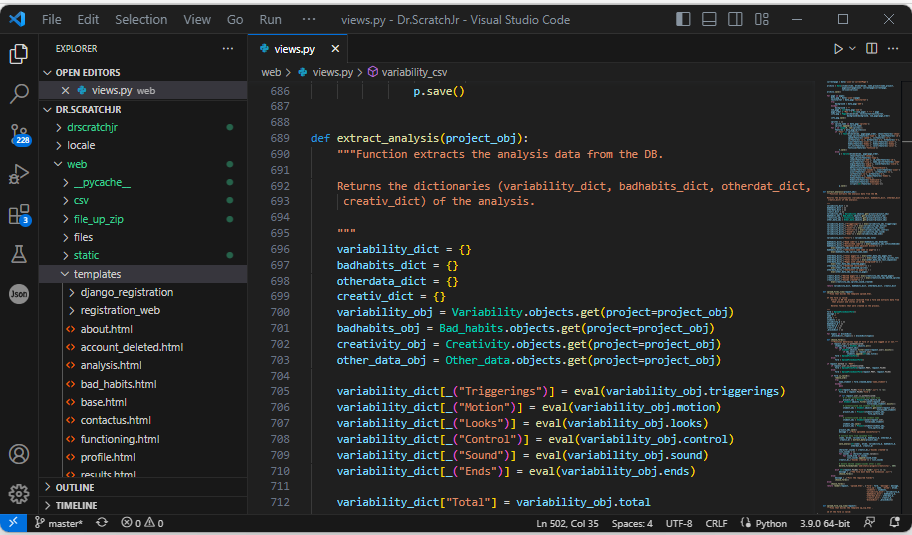 File Edit Selection View Go Run ··· views.py - Dr.ScratchJr - Visual Studio Code
EXPLORER ···
views.py
OPEN EDITORS
views.py web
web > views.py > variability_csv
DR.SCRATCHJR
drscratchjr
locale
web
__pycache__
csv
file_up_zip
files
static
templates
django_registration
registration_web
about.html
account_deleted.html
analysis.html
bad_habits.html
base.html
contactus.html
functioning.html
profile.html
results.html
OUTLINE
TIMELINE
228
3
Json
686 p.save()
687
688
689 def extract_analysis(project_obj):
690 """Function extracts the analysis data from the DB.
691
692 Returns the dictionaries (variability_dict, badhabits_dict, otherdat_dict,
693 creativ_dict) of the analysis.
694
695 """
696 variability_dict = {}
697 badhabits_dict = {}
698 otherdata_dict = {}
699 creativ_dict = {}
700 variability_obj = Variability.objects.get(project=project_obj)
701 badhabits_obj = Bad_habits.objects.get(project=project_obj)
702 creativity_obj = Creativity.objects.get(project=project_obj)
703 other_data_obj = Other_data.objects.get(project=project_obj)
704
705 variability_dict[_("Triggerings")] = eval(variability_obj.triggerings)
706 variability_dict[_("Motion")] = eval(variability_obj.motion)
707 variability_dict[_("Looks")] = eval(variability_obj.looks)
708 variability_dict[_("Control")] = eval(variability_obj.control)
709 variability_dict[_("Sound")] = eval(variability_obj.sound)
710 variability_dict[_("Ends")] = eval(variability_obj.ends)
711
712 variability_dict["Total"] = variability_obj.total
master* 0 0 Ln 502, Col 35 Spaces: 4 UTF-8 CRLF Python 3.9.0 64-bit